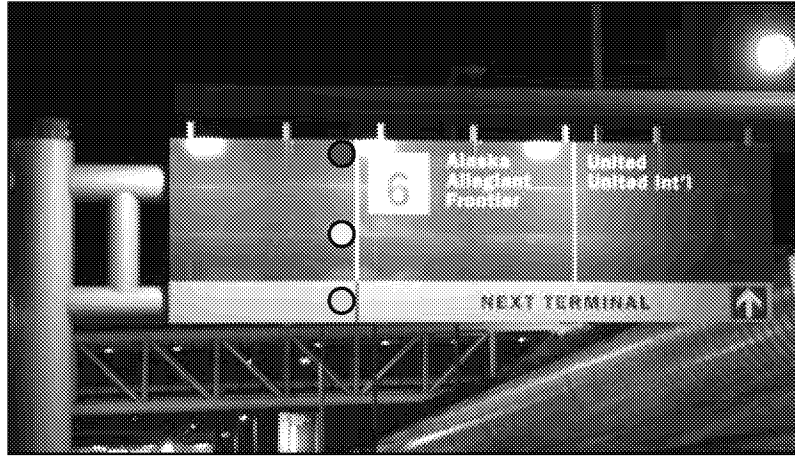 6
Alaska
Allegiant
Frontier
United
United Int'l
NEXT TERMINAL